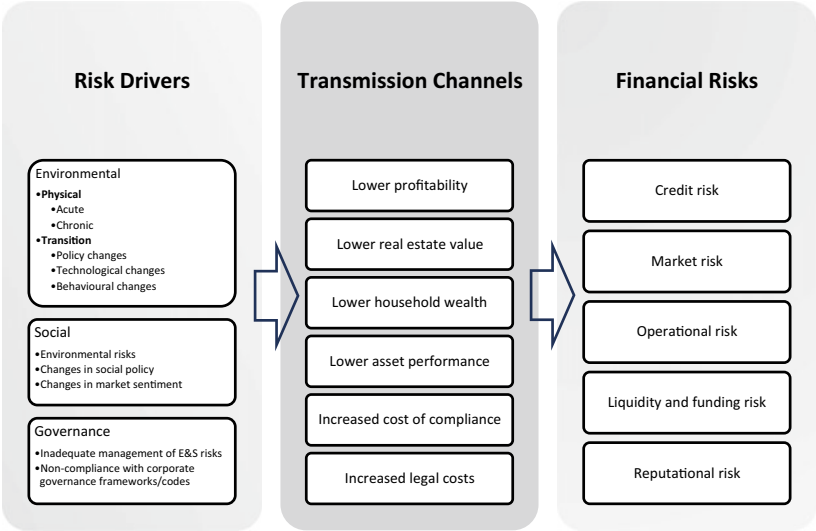 Risk Drivers
Environmental
•Physical
•Acute
•Chronic
•Transition
•Policy changes
•Technological changes
•Behavioural changes
Social
•Environmental risks
•Changes in social policy
•Changes in market sentiment
Governance
•Inadequate management of E&S risks
•Non-compliance with corporate
governance frameworks/codes
Transmission Channels
Lower profitability
Lower real estate value
Lower household wealth
Lower asset performance
Increased cost of compliance
Increased legal costs
Financial Risks
Credit risk
Market risk
Operational risk
Liquidity and funding risk
Reputational risk